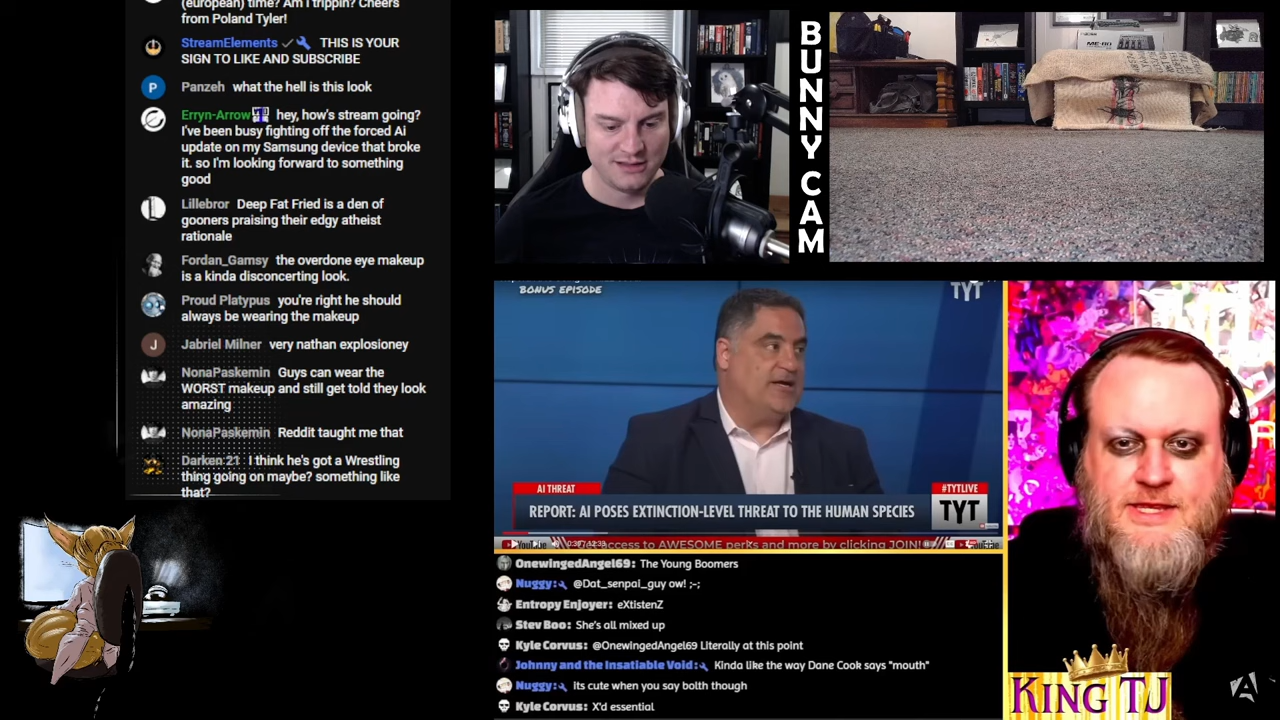 (european) time? Am I trippin? Cheers
from Poland Tyler!
StreamElements THIS IS YOUR
SIGN TO LIKE AND SUBSCRIBE
Panzeh what the hell is this look
Erryn-Arrow hey, how's stream going?
I've been busy fighting off the forced Ai
update on my Samsung device that broke
it. so I'm looking forward to something
good
Lillebror Deep Fat Fried is a den of
gooners praising their edgy atheist
rationale
Fordan_Gamsy the overdone eye makeup
is a kinda disconcerting look.
Proud Platypus you're right he should
always be wearing the makeup
J
Jabriel Milner very nathan explosioney
NonaPaskemin Guys can wear the
WORST makeup and still get told they look
amazing
NonaPaskemin Reddit taught me that
Darken 21 I think he's got a Wrestling
thing going on maybe? something like
that?
P
BUNNY CAM
BONUS EPISODE
TYT
AI THREAT
REPORT: AI POSES EXTINCTION-LEVEL THREAT TO THE HUMAN SPECIES
#TYTLIVE
TYT
access to AWESOME perks and more by clicking JOIN!
OnewingedAngel69: The Young Boomers
Nuggy: @Dat_senpai_guy ow! ;-;
Entropy Enjoyer: eXtistenZ
Stev Boo: She's all mixed up
Kyle Corvus: @OnewingedAngel69 Literally at this point
Johnny and the Insatiable Void: Kinda like the way Dane Cook says "mouth"
Nuggy: Its cute when you say bolth though
Kyle Corvus: X'd essential
KING TJ